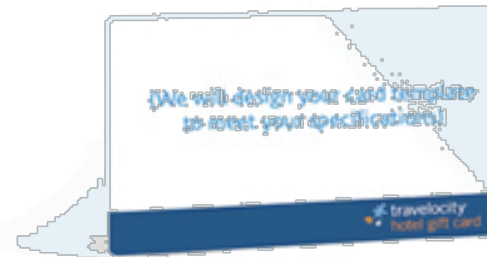 (We will design your card template
to meet your specifications)
travelocity
hotel gift card